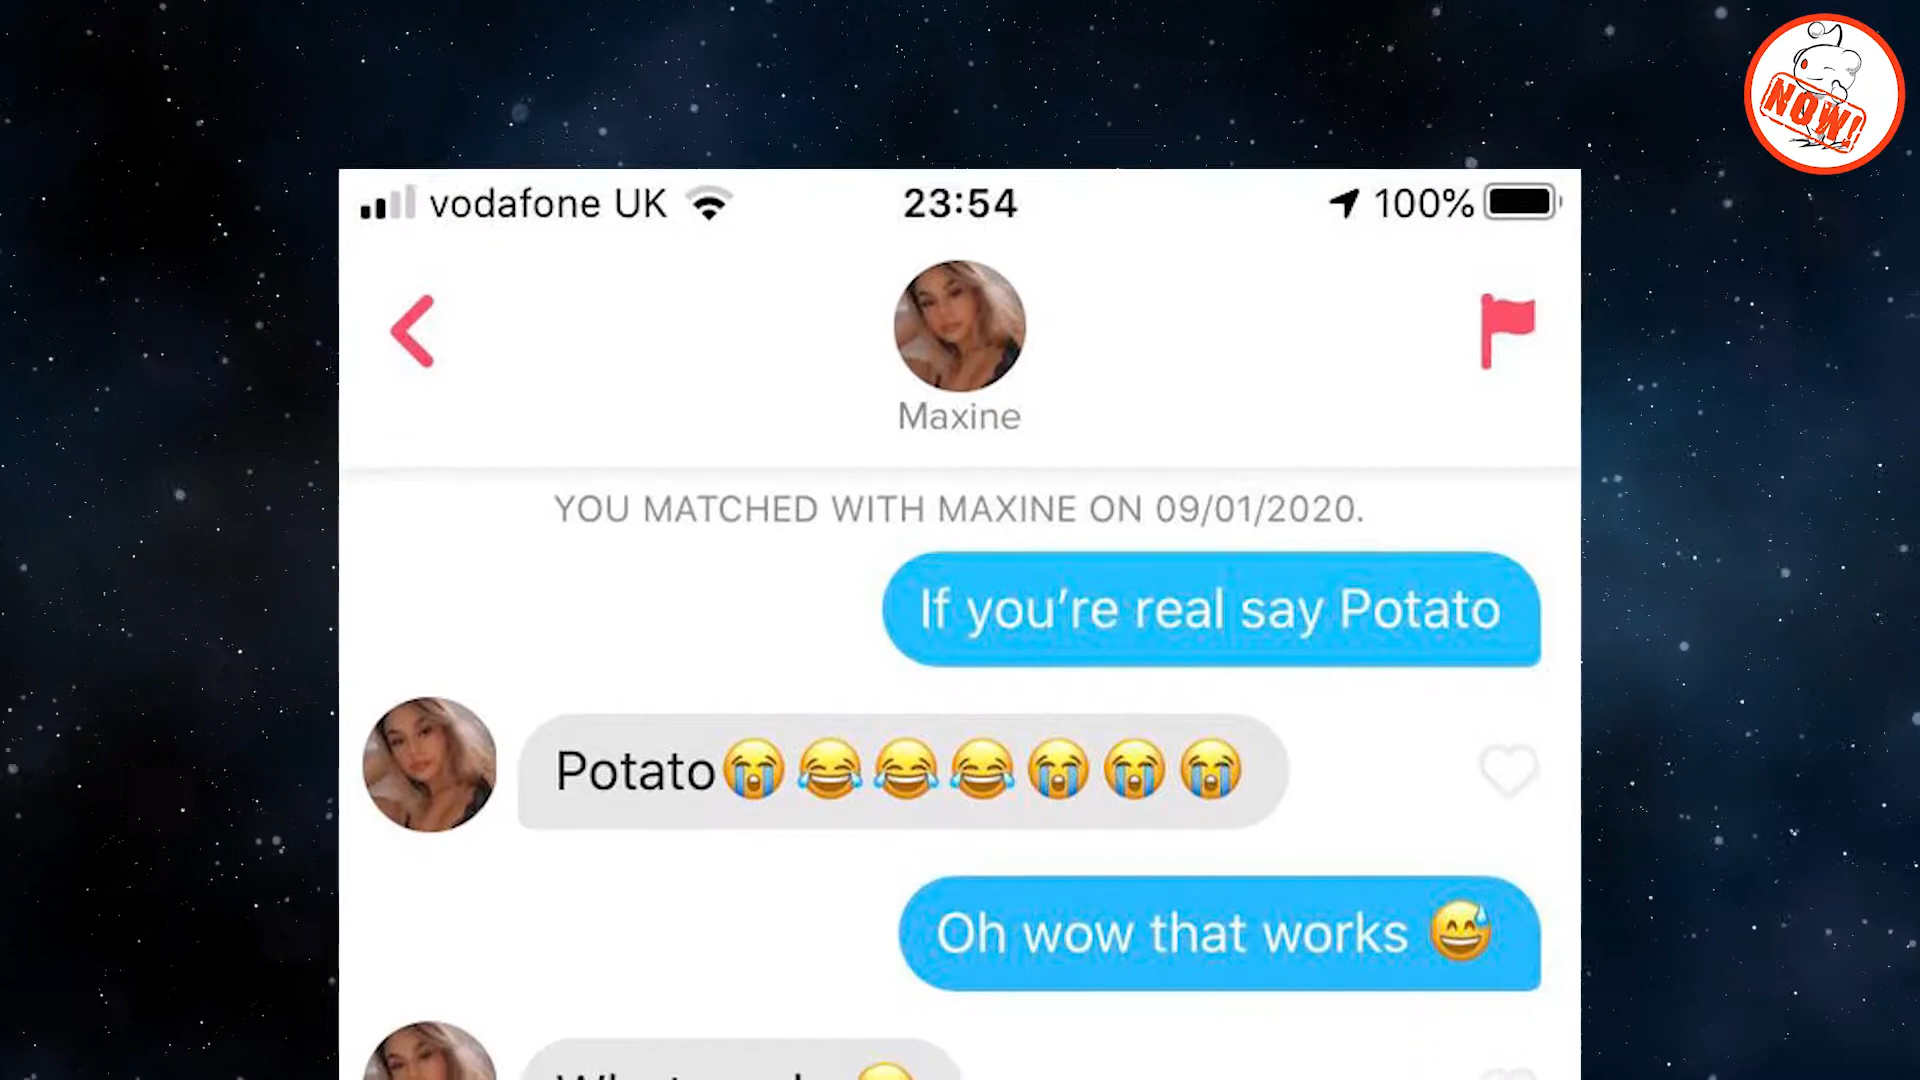 NOW!
vodafone UK 23:54 100%
Maxine
YOU MATCHED WITH MAXINE ON 09/01/2020.
If you’re real say Potato
Potato😭😂😂😂😭😭😭
Oh wow that works 😅